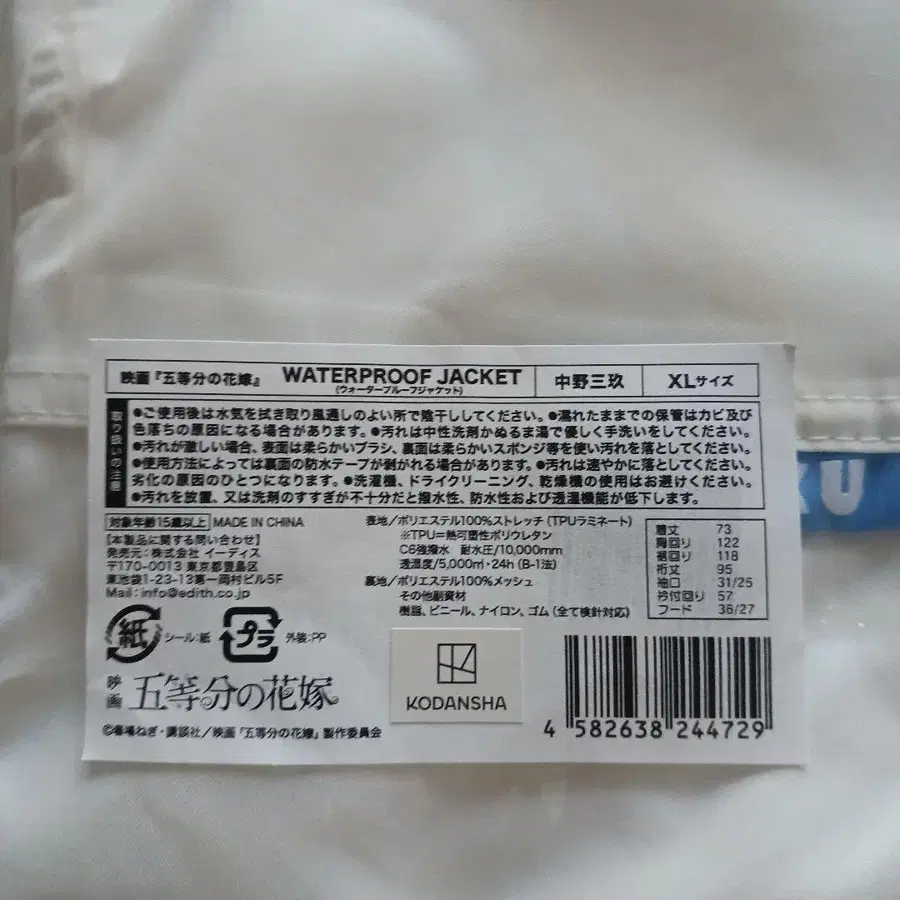 映画『五等分の花嫁』 WATERPROOF JACKET 中野三玖 XLサイズ
(ウォータープルーフジャケット)
取り扱いの注意
●ご使用後は水気を拭き取り風通しのよい所で陰干ししてください。●濡れたままでの保管はカビ及び
色落ちの原因になる場合があります。●汚れは中性洗剤かぬるま湯で優しく手洗いをしてください。
●汚れが激しい場合、表面は柔らかいブラシ、裏面は柔らかいスポンジ等を使い汚れを落としてください。
●使用方法によっては裏面の防水テープが剥がれる場合があります。●汚れは速やかに落としてください。
劣化の原因のひとつになります。●洗濯機、ドライクリーニング、乾燥機の使用はお避けください。
●汚れを放置、又は洗剤のすすぎが不十分だと撥水性、防水性および透湿機能が低下します。
対象年齢15歳以上 MADE IN CHINA
【本製品に関する問い合わせ】
発売元:株式会社 イーディス
〒170-0013 東京都豊島区
東池袋1-23-13第一岡村ビル5F
Mail:info@edith.co.jp
表地/ポリエステル100%ストレッチ(TPUラミネート)
※TPU=熱可塑性ポリウレタン
C6強撥水 耐水圧/10,000mm
透湿度/5,000㎡・24h(B-1法)
裏地/ポリエステル100%メッシュ
その他副資材
樹脂、ビニール、ナイロン、ゴム(全て検針対応)
着丈 73
胸回り 122
裾回り 118
裄丈 95
袖口 31/25
衿付回り 57
フード 36/27
紙 シール:紙 プラ 外装:PP
映画 五等分の花嫁
KODANSHA
©春場ねぎ・講談社/映画「五等分の花嫁」製作委員会
4 582638 244729
KU